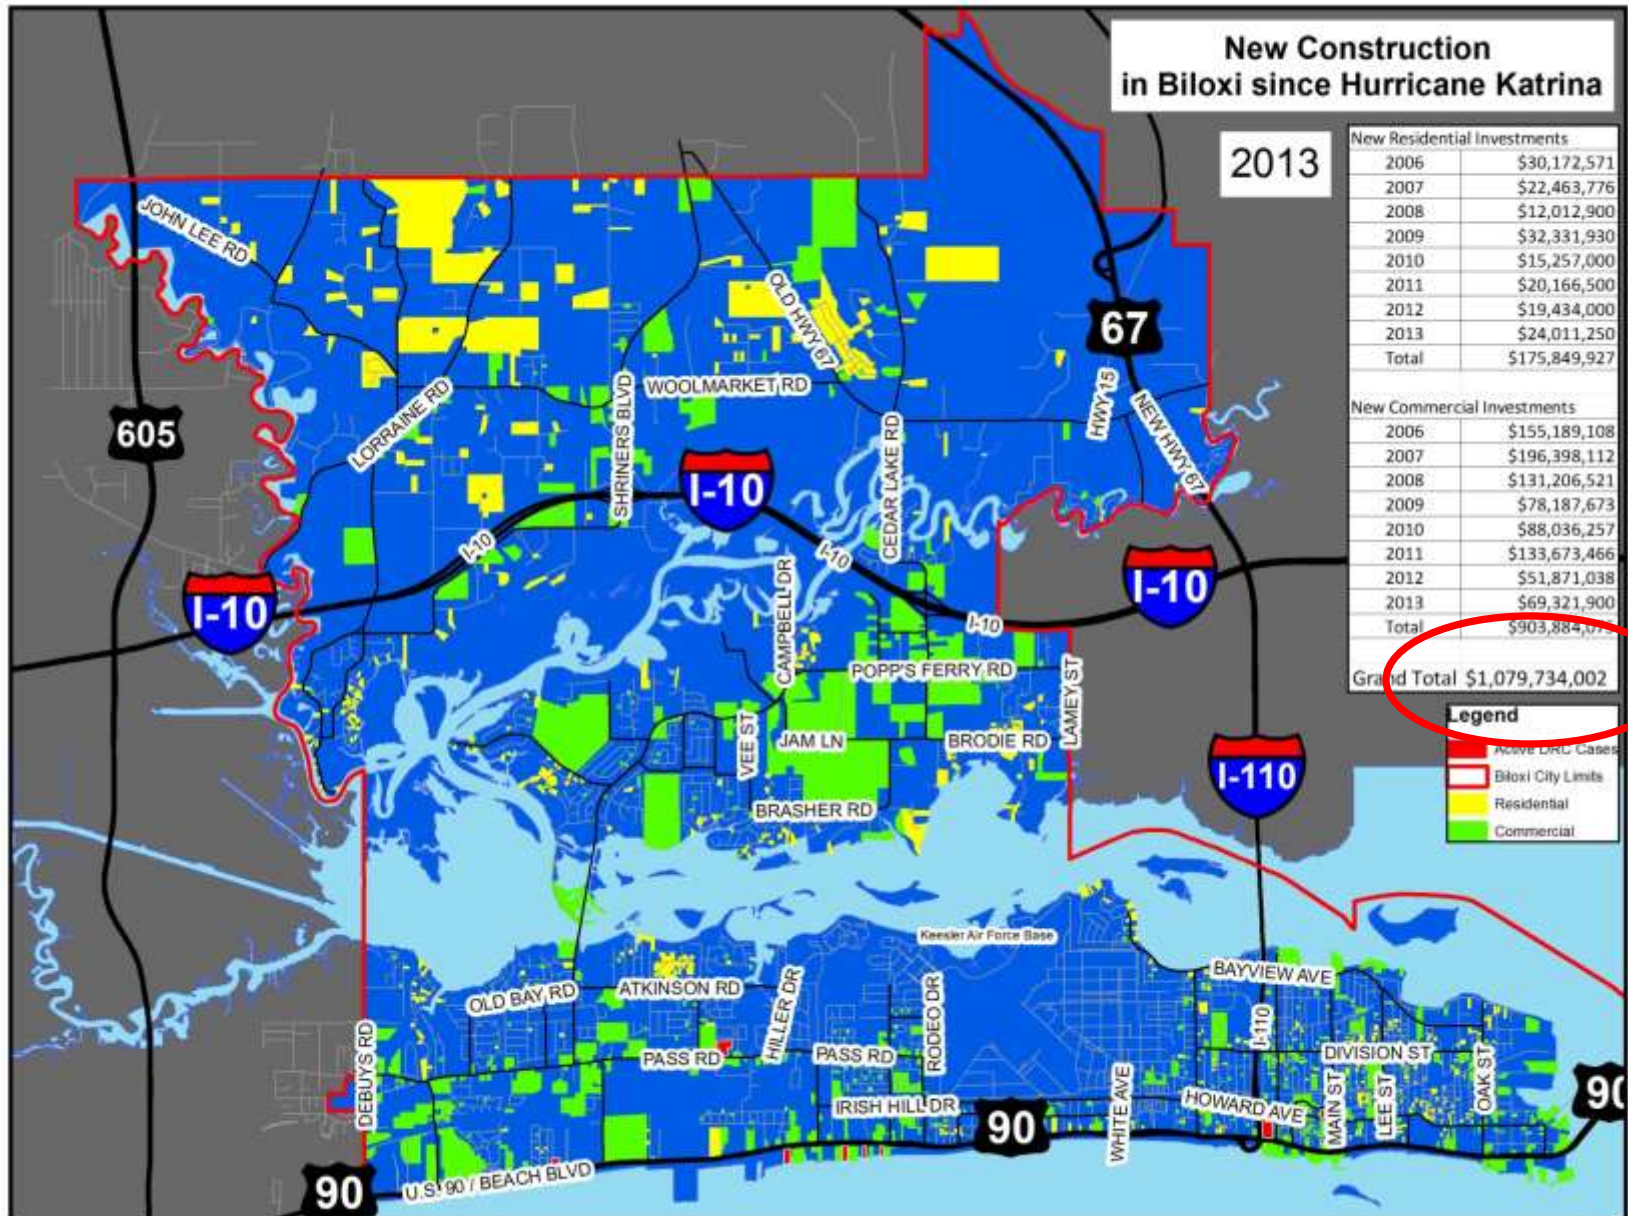 New Construction
in Biloxi since Hurricane Katrina
2013
New Residential Investments
2006 $30,172,571
2007 $22,463,776
2008 $12,012,900
2009 $32,331,930
2010 $15,257,000
2011 $20,166,500
2012 $19,434,000
2013 $24,011,250
Total $175,849,927
New Commercial Investments
2006 $155,189,108
2007 $196,398,112
2008 $131,206,521
2009 $78,187,673
2010 $88,036,257
2011 $133,673,466
2012 $51,871,038
2013 $69,321,900
Total $903,884,075
Grand Total $1,079,734,002
Legend
Active DRC Cases
Biloxi City Limits
Residential
Commercial
JOHN LEE RD
OLD HWY 67
67
WOOLMARKET RD
SHRINERS BLVD
LORRAINE RD
605
HWY 15
NEW HWY 67
CEDAR LAKE RD
I-10
I-10
I-10
I-10
I-10
I-10
CAMPBELL DR
POPP'S FERRY RD
LAMEY ST
VEE ST
JAM LN
BRODIE RD
I-110
BRASHER RD
Keesler Air Force Base
BAYVIEW AVE
OLD BAY RD
ATKINSON RD
HILLER DR
RODEO DR
I-110
DEBUYS RD
PASS RD
PASS RD
DIVISION ST
OAK ST
90
IRISH HILL DR
90
WHITE AVE
HOWARD AVE
MAIN ST
LEE ST
U.S. 90 / BEACH BLVD
90